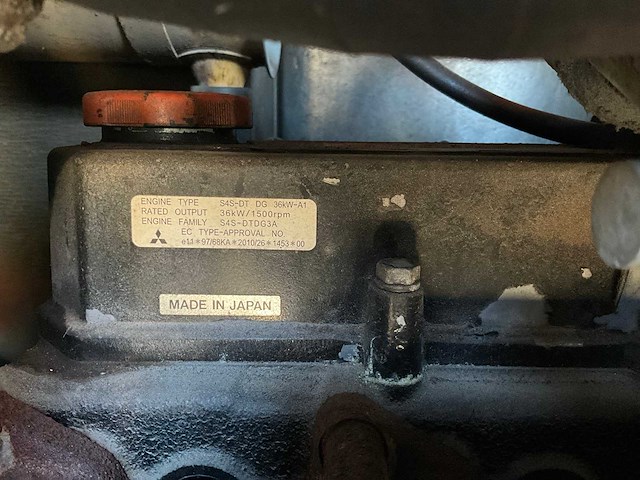 ENGINE TYPE S4S-DT DG 36kW-A1
RATED OUTPUT 36kW/1500rpm
ENGINE FAMILY S4S-DTDG3A
EC TYPE-APPROVAL NO.
e11*97/68KA*2010/26*1453*00
MADE IN JAPAN